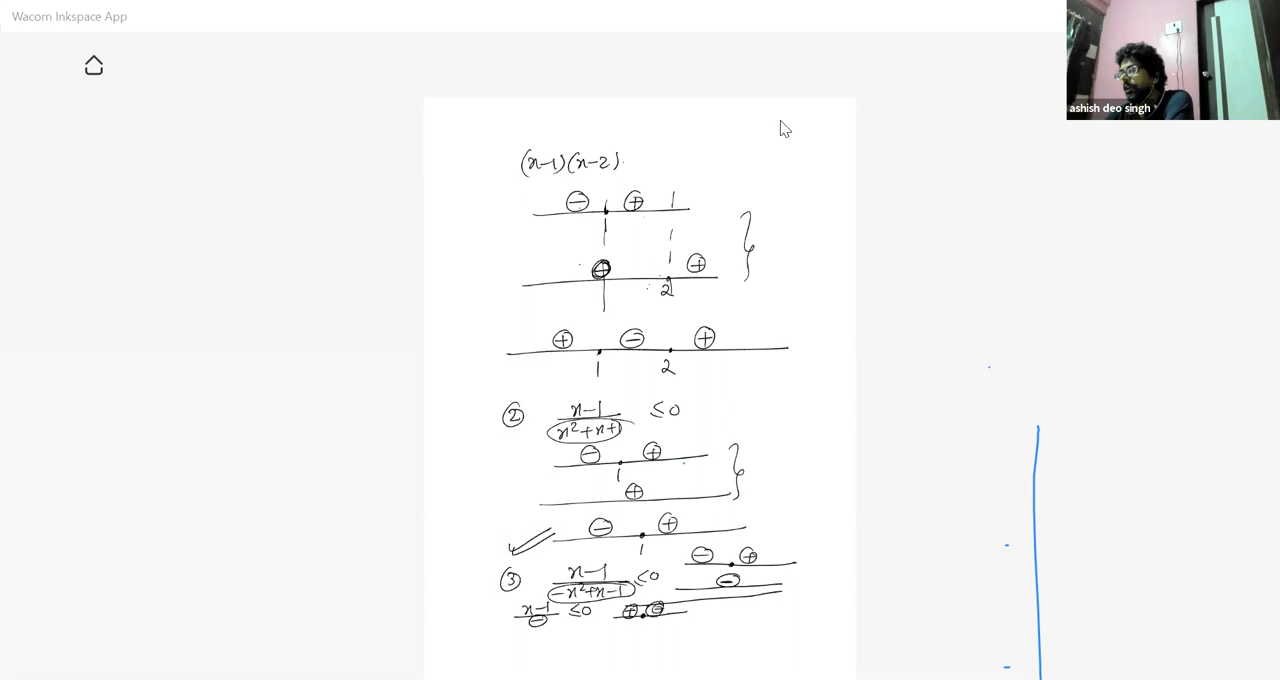 Wacom Inkspace App
ashish deo singh
(x-1)(x-2).
⊖ ⊕
1
⊕
2
⊕ ⊖ ⊕
1 2
② x-1 / x²+x+1 ≤0
⊖ ⊕
1
⊕
⊖ ⊕
1
⊖ ⊕
③ x-1 / -x²+x-1 ≤0
⊖
x-1 / ⊖ ≤0